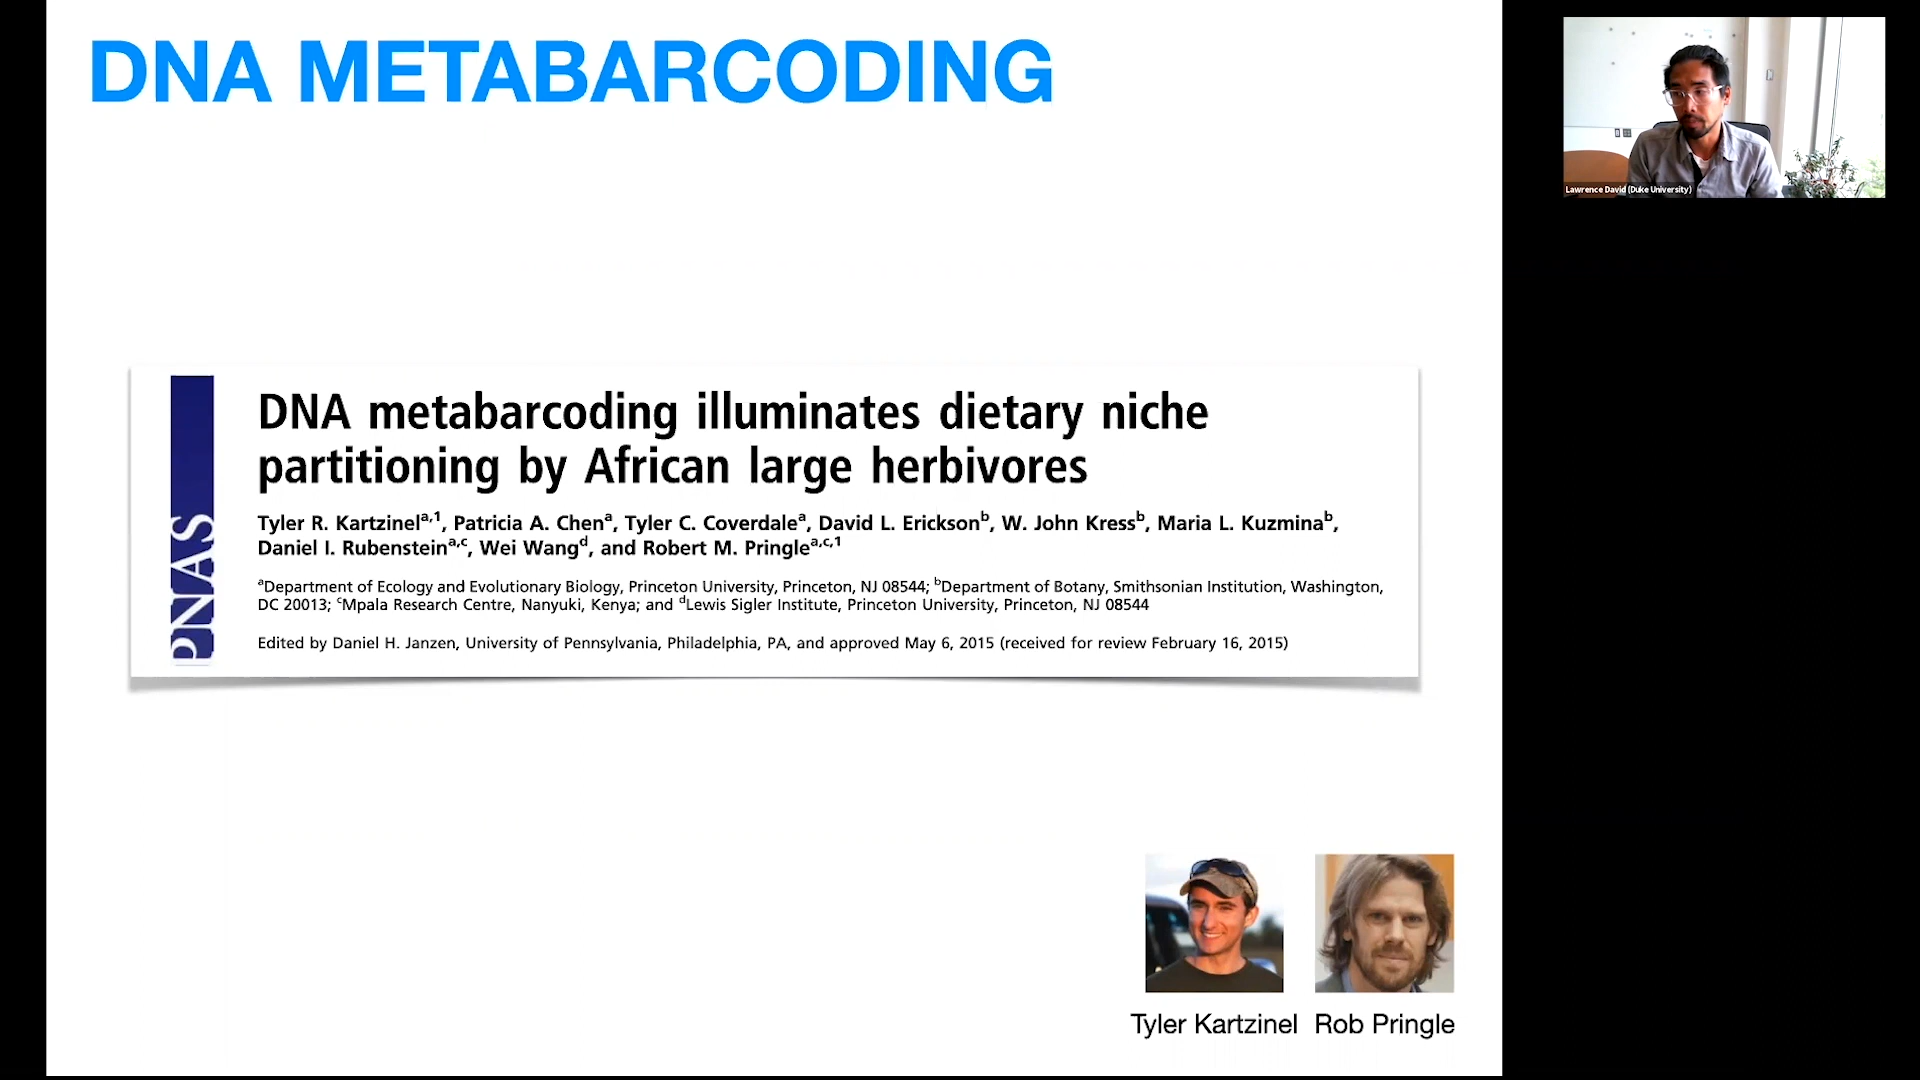 DNA METABARCODING
Lawrence David (Duke University)
PNAS
DNA metabarcoding illuminates dietary niche
partitioning by African large herbivores
Tyler R. Kartzinelᵃ,¹, Patricia A. Chenᵃ, Tyler C. Coverdaleᵃ, David L. Ericksonᵇ, W. John Kressᵇ, Maria L. Kuzminaᵇ,
Daniel I. Rubensteinᵃ,ᶜ, Wei Wangᵈ, and Robert M. Pringleᵃ,ᶜ,¹
ᵃDepartment of Ecology and Evolutionary Biology, Princeton University, Princeton, NJ 08544; ᵇDepartment of Botany, Smithsonian Institution, Washington,
DC 20013; ᶜMpala Research Centre, Nanyuki, Kenya; and ᵈLewis Sigler Institute, Princeton University, Princeton, NJ 08544
Edited by Daniel H. Janzen, University of Pennsylvania, Philadelphia, PA, and approved May 6, 2015 (received for review February 16, 2015)
Tyler Kartzinel Rob Pringle